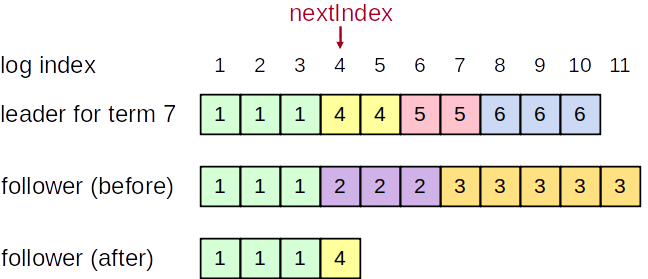 nextIndex
log index 1 2 3 4 5 6 7 8 9 10 11
leader for term 7 1 1 1 4 4 5 5 6 6 6
follower (before) 1 1 1 2 2 2 3 3 3 3 3
follower (after) 1 1 1 4